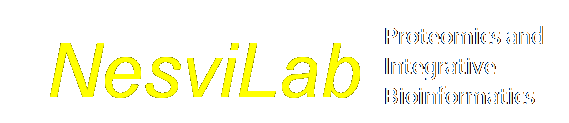 NesviLab
Proteomics and
Integrative
Bioinformatics